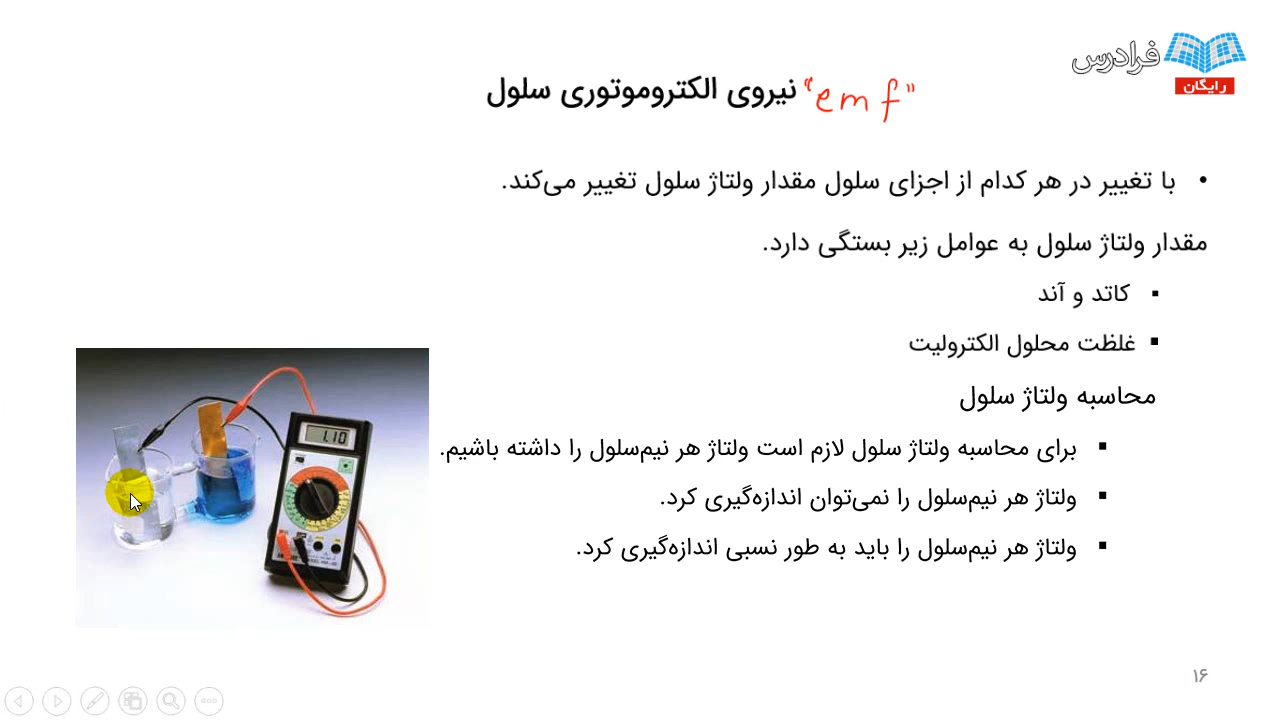 فرادرس
رایگان
نیروی الکتروموتوری سلول "emf"
• با تغییر در هر کدام از اجزای سلول مقدار ولتاژ سلول تغییر می‌کند.
مقدار ولتاژ سلول به عوامل زیر بستگی دارد.
▪ کاتد و آند
▪ غلظت محلول الکترولیت
محاسبه ولتاژ سلول
▪ برای محاسبه ولتاژ سلول لازم است ولتاژ هر نیم‌سلول را داشته باشیم.
▪ ولتاژ هر نیم‌سلول را نمی‌توان اندازه‌گیری کرد.
▪ ولتاژ هر نیم‌سلول را باید به طور نسبی اندازه‌گیری کرد.
1.10
۱۶